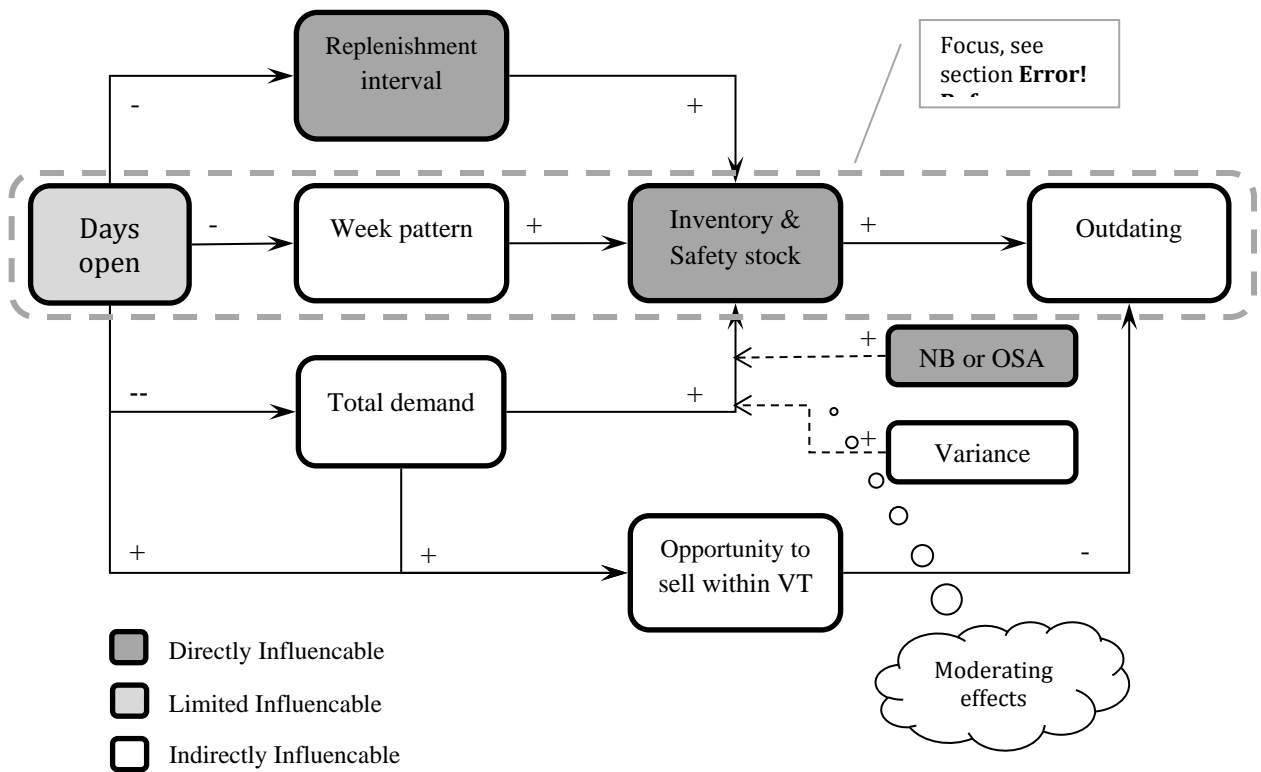 Replenishment
interval
Focus, see
section Error!
-
+
Days
open
-
Week pattern
+
Inventory &
Safety stock
+
Outdating
+
NB or OSA
--
Total demand
+
+
Variance
+
+
Opportunity to
sell within VT
-
Directly Influencable
Limited Influencable
Indirectly Influencable
Moderating
effects